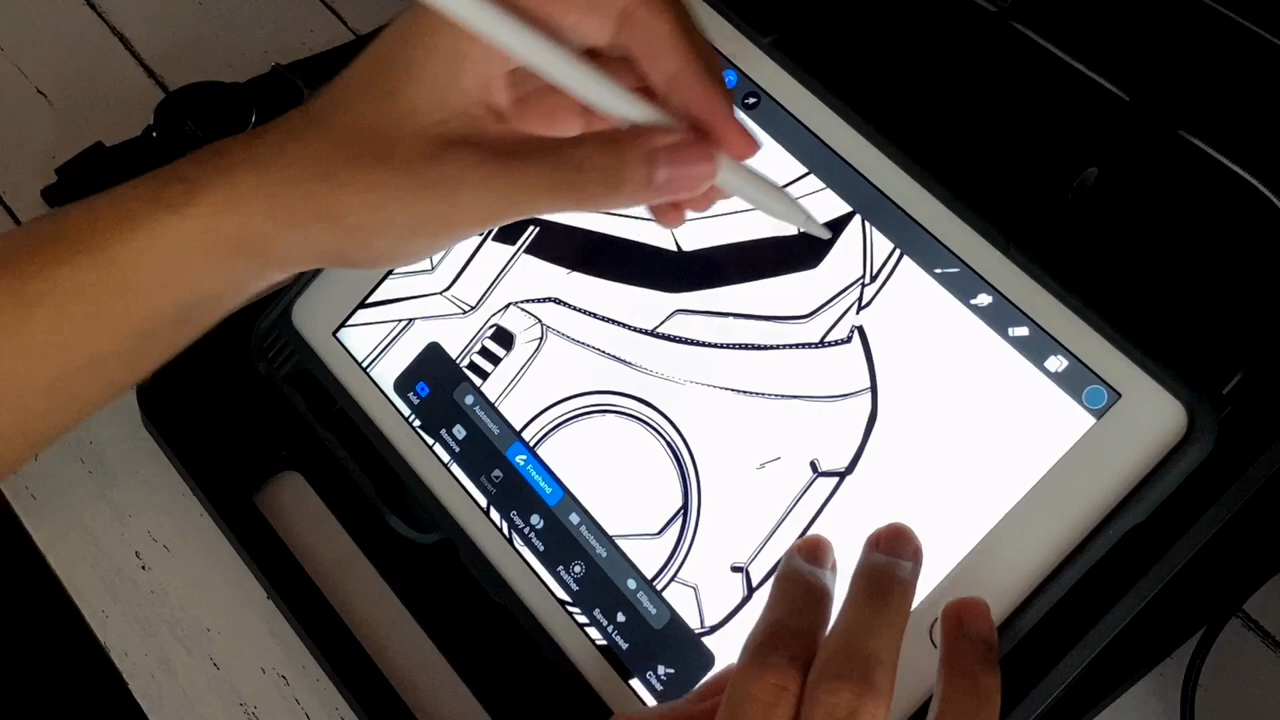 Automatic
Freehand
Rectangle
Ellipse
Add
Remove
Invert
Copy & Paste
Feather
Save & Load
Clear